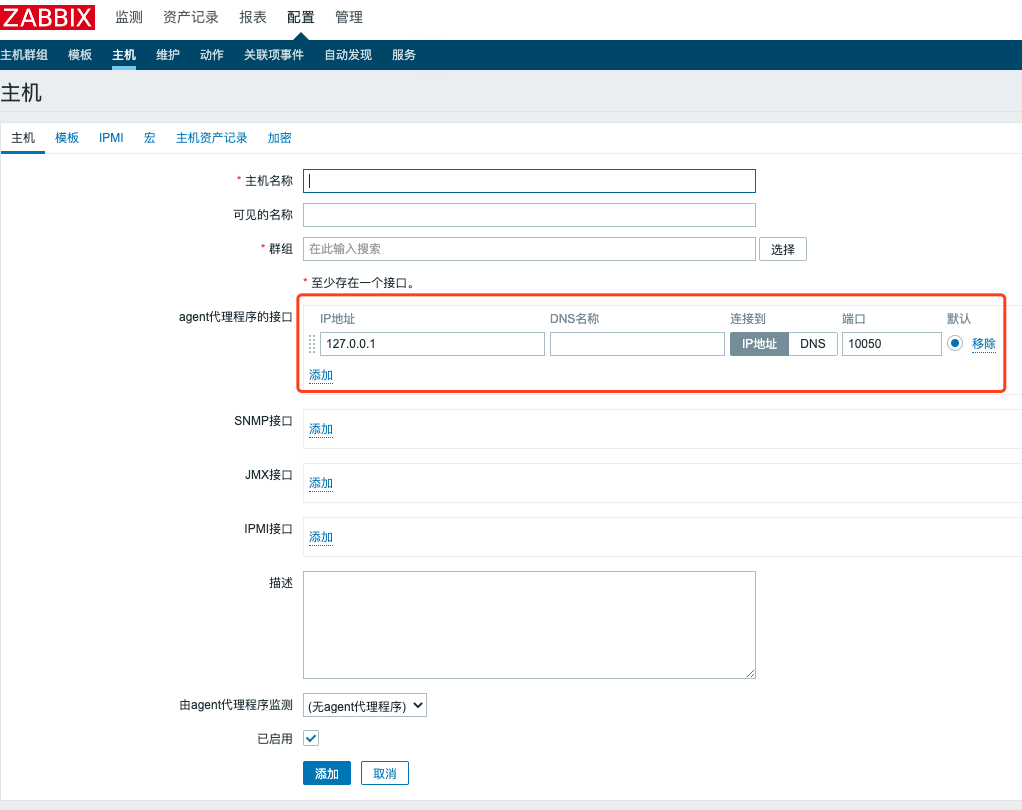 ZABBIX 监测 资产记录 报表 配置 管理
主机群组 模板 主机 维护 动作 关联项事件 自动发现 服务
主机
主机 模板 IPMI 宏 主机资产记录 加密
* 主机名称
可见的名称
* 群组 在此输入搜索 选择
* 至少存在一个接口。
agent代理程序的接口 IP地址 DNS名称 连接到 端口 默认
127.0.0.1 IP地址 DNS 10050 移除
添加
SNMP接口 添加
JMX接口 添加
IPMI接口 添加
描述
由agent代理程序监测 (无agent代理程序)
已启用
添加 取消